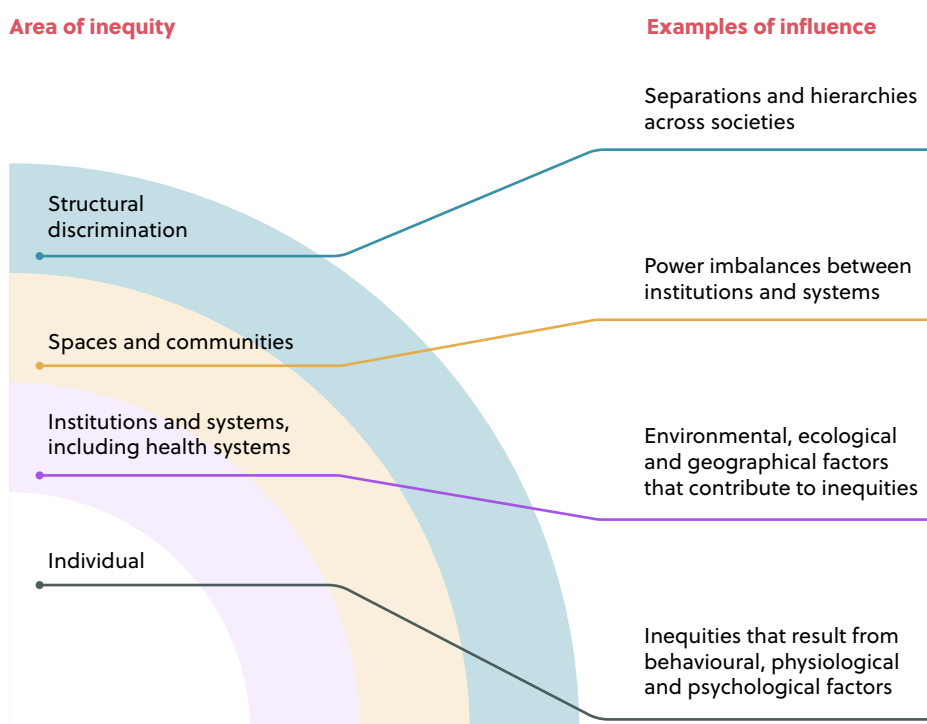 Area of inequity
Examples of influence
Separations and hierarchies
across societies
Structural
discrimination
Power imbalances between
institutions and systems
Spaces and communities
Institutions and systems,
including health systems
Environmental, ecological
and geographical factors
that contribute to inequities
Individual
Inequities that result from
behavioural, physiological
and psychological factors